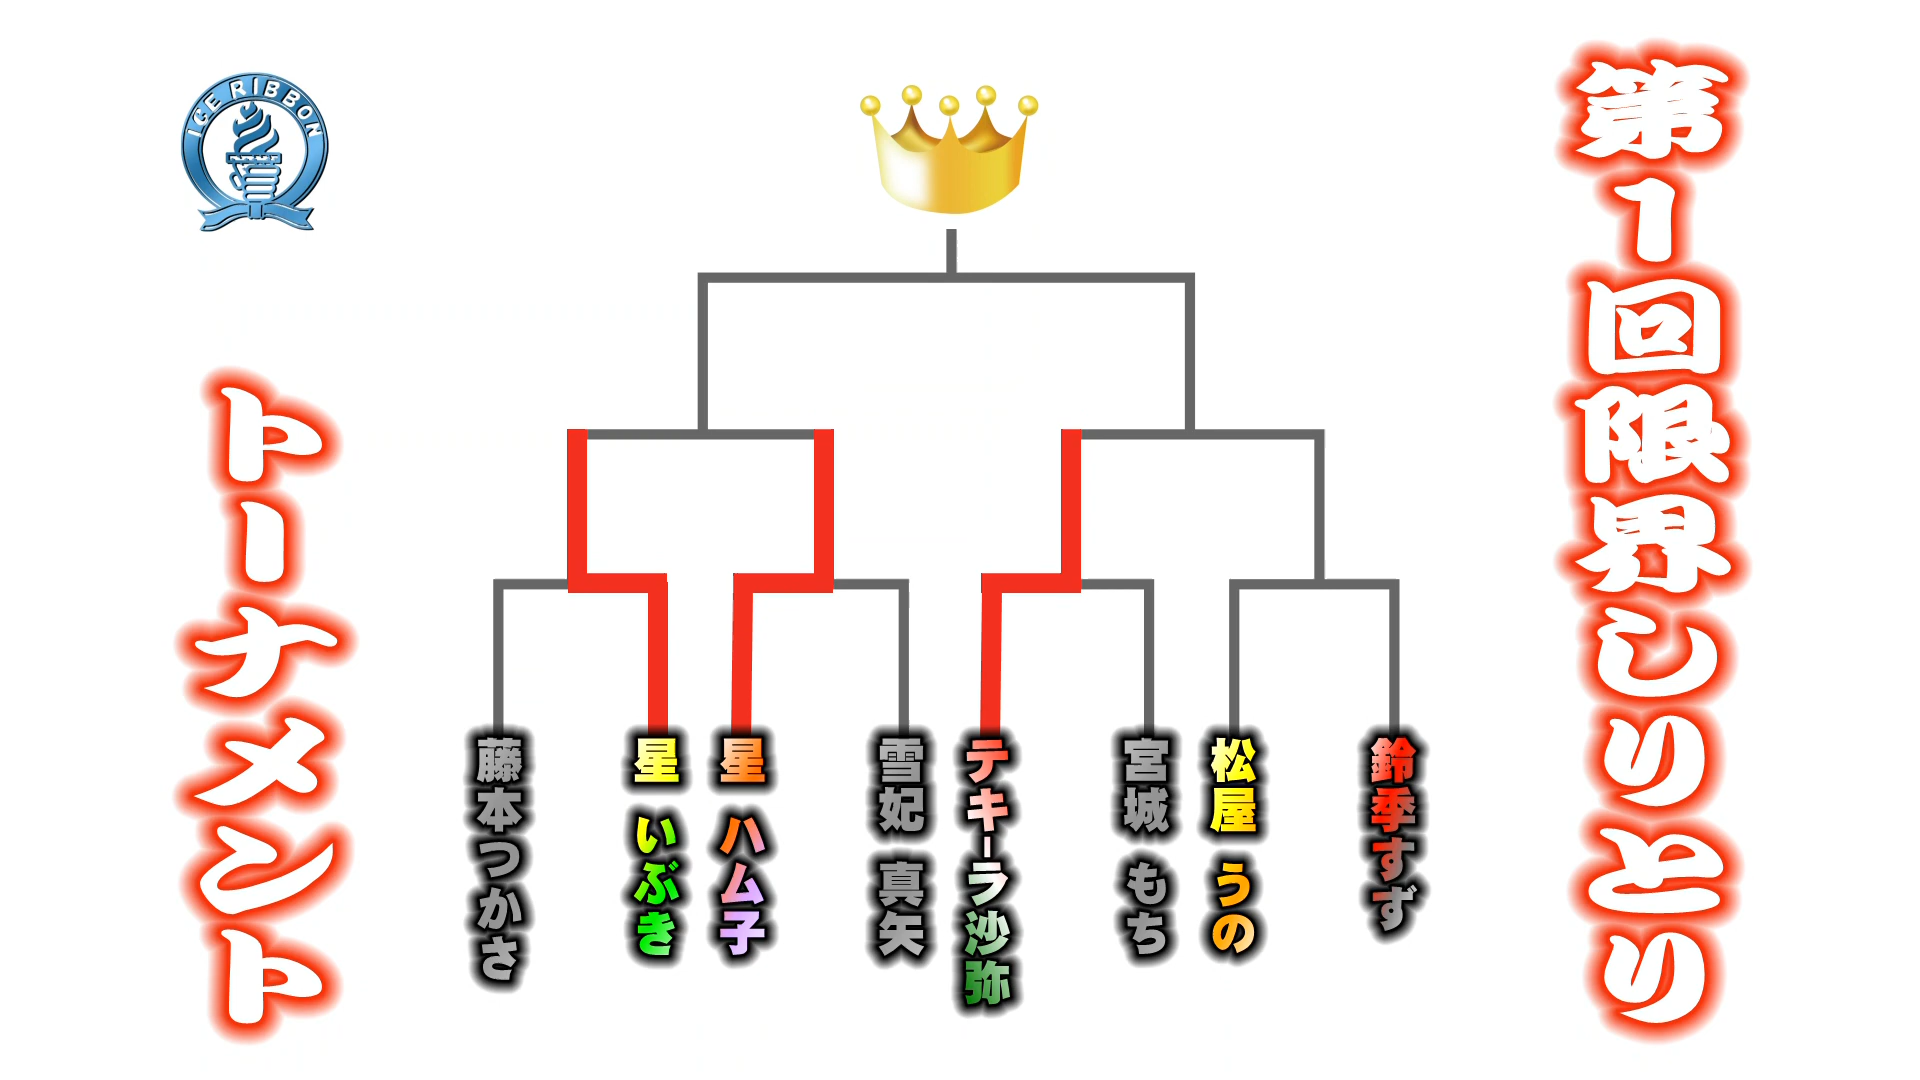 第1回限界しりとり
トーナメント
ICE RIBBON
藤本つかさ
星 いぶき
星 ハム子
雪妃 真矢
テキーラ沙弥
宮城 もち
松屋 うの
鈴季すず